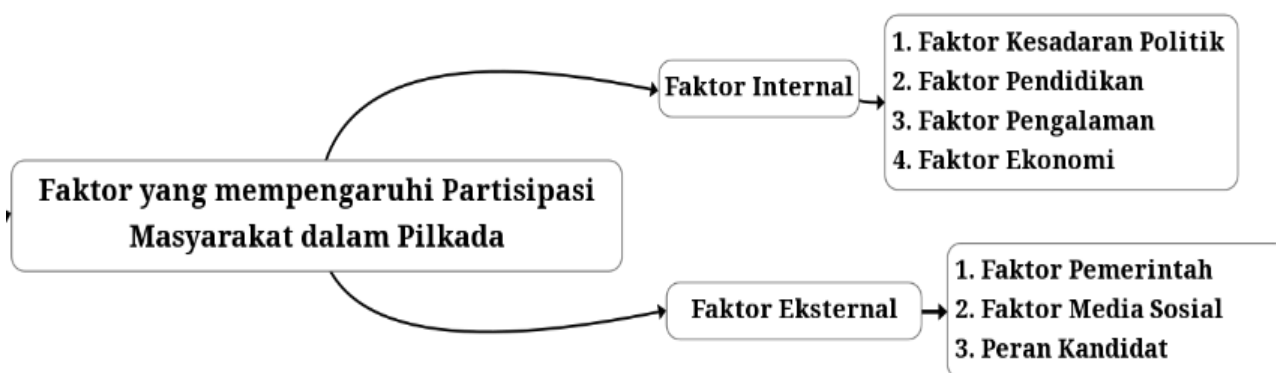 Faktor yang mempengaruhi Partisipasi
Masyarakat dalam Pilkada
Faktor Internal
1. Faktor Kesadaran Politik
2. Faktor Pendidikan
3. Faktor Pengalaman
4. Faktor Ekonomi
Faktor Eksternal
1. Faktor Pemerintah
2. Faktor Media Sosial
3. Peran Kandidat